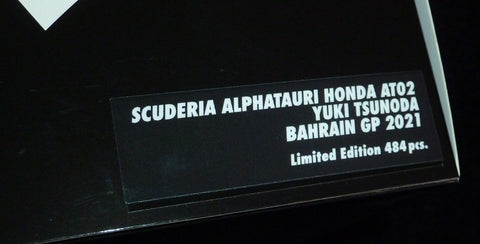 SCUDERIA ALPHATAURI HONDA AT02
YUKI TSUNODA
BAHRAIN GP 2021
Limited Edition 484 pcs.